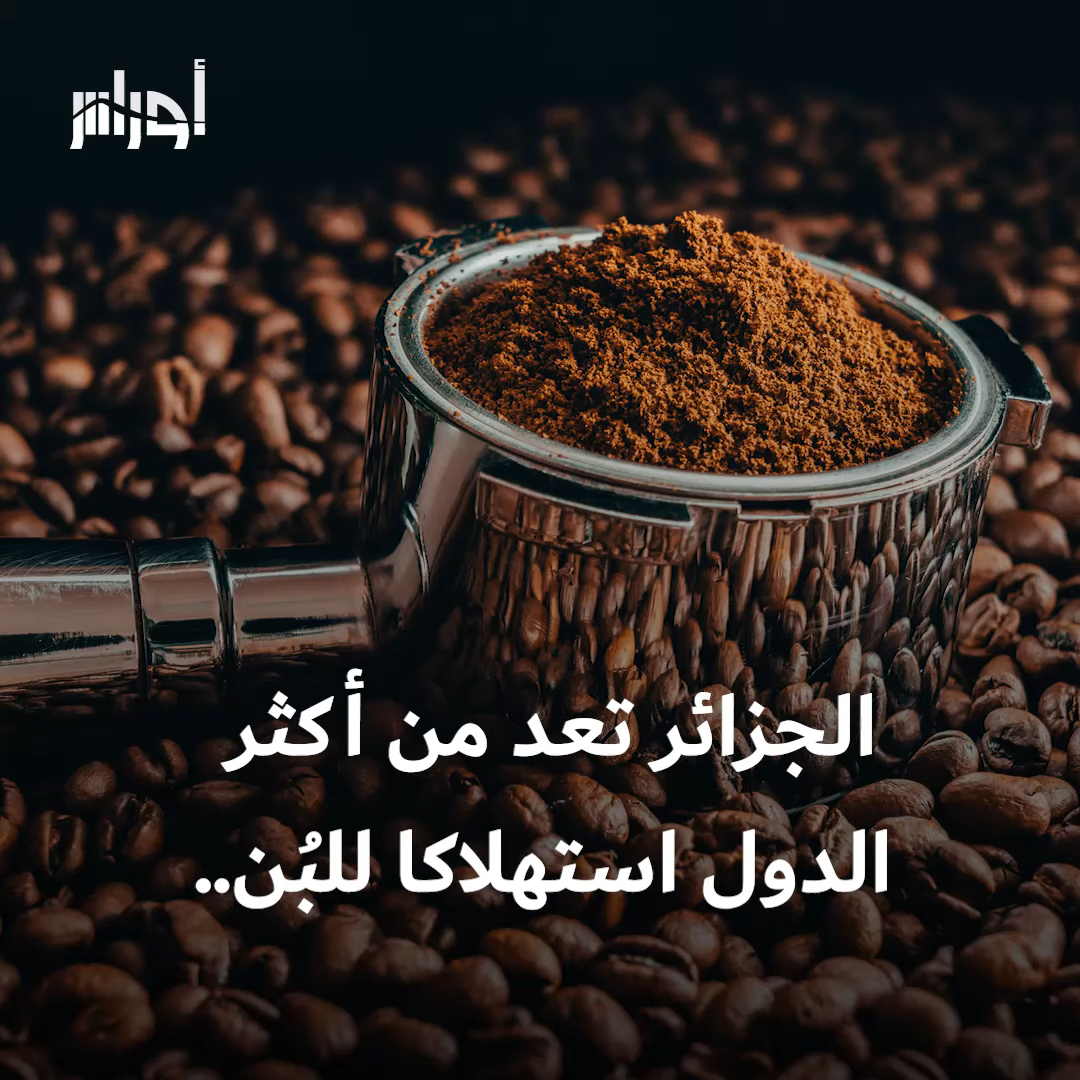 أوراس
الجزائر تعد من أكثر
الدول استهلاكا للبُن..